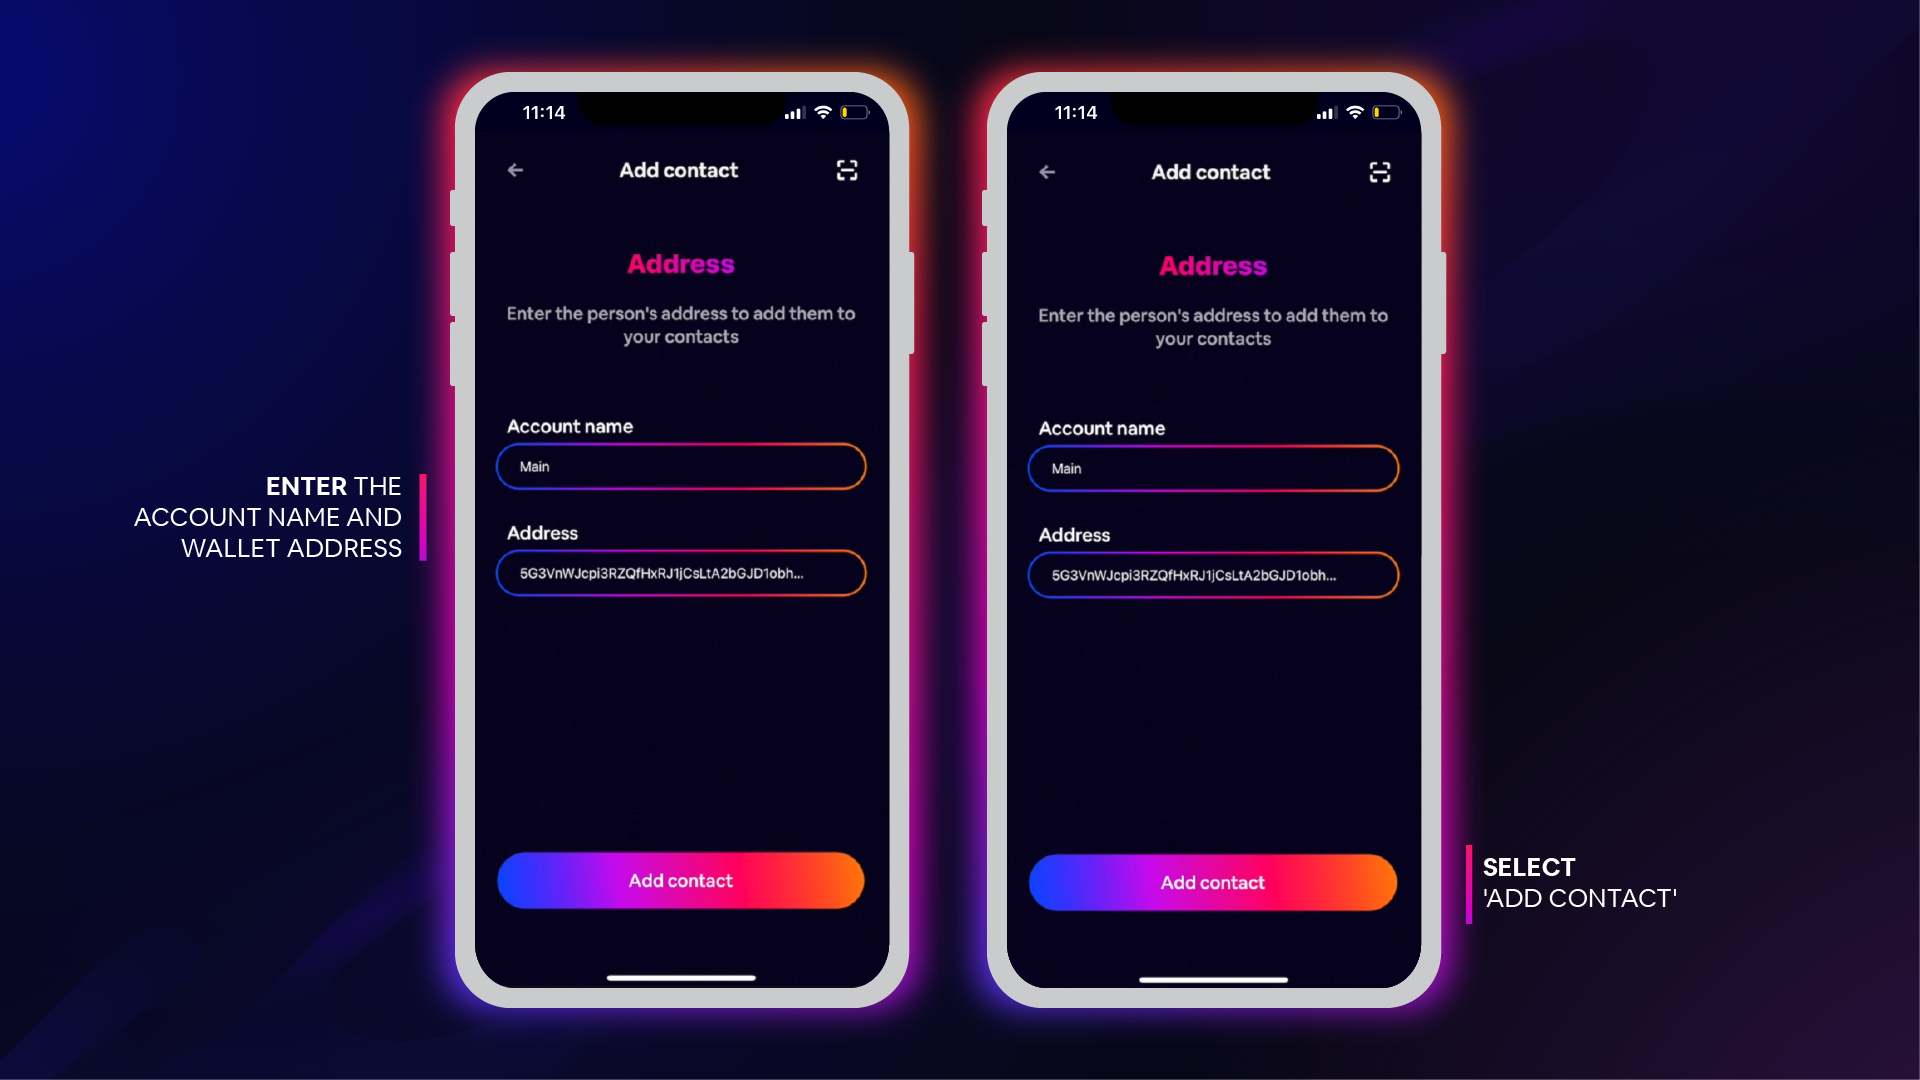 ENTER THE
ACCOUNT NAME AND
WALLET ADDRESS
11:14
Add contact
Address
Enter the person's address to add them to
your contacts
Account name
Main
Address
5G3VnWJcpi3RZQfHxRJ1jCsLtA2bGJD1obh...
Add contact
11:14
Add contact
Address
Enter the person's address to add them to
your contacts
Account name
Main
Address
5G3VnWJcpi3RZQfHxRJ1jCsLtA2bGJD1obh...
Add contact
SELECT
'ADD CONTACT'